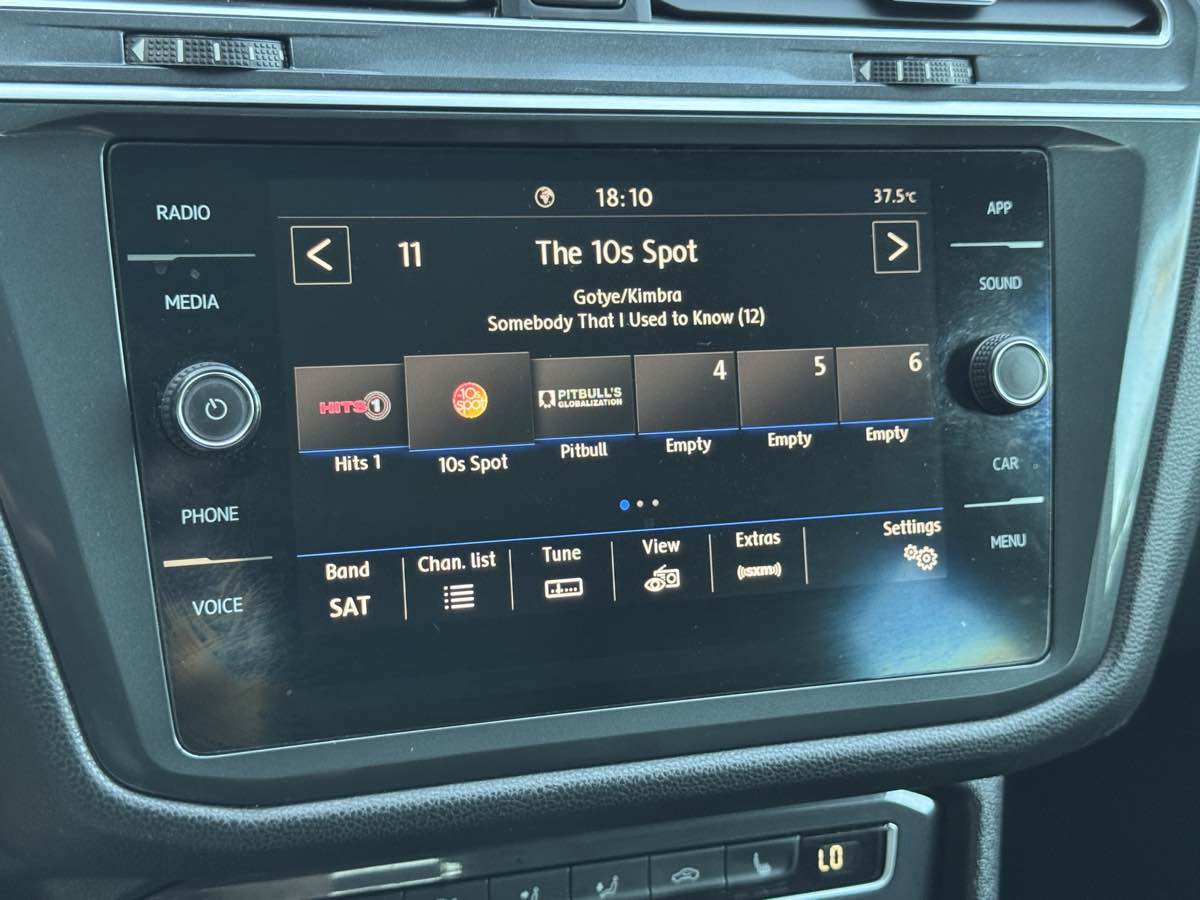 RADIO
MEDIA
PHONE
VOICE
18:10
37.5°C
11
The 10s Spot
Gotye/Kimbra
Somebody That I Used to Know (12)
HITS 1
10s spot
PITBULL'S
GLOBALIZATION
4
5
6
Hits 1
10s Spot
Pitbull
Empty
Empty
Empty
Band
SAT
Chan. list
Tune
View
Extras
((sxm))
Settings
APP
SOUND
CAR
MENU
LO